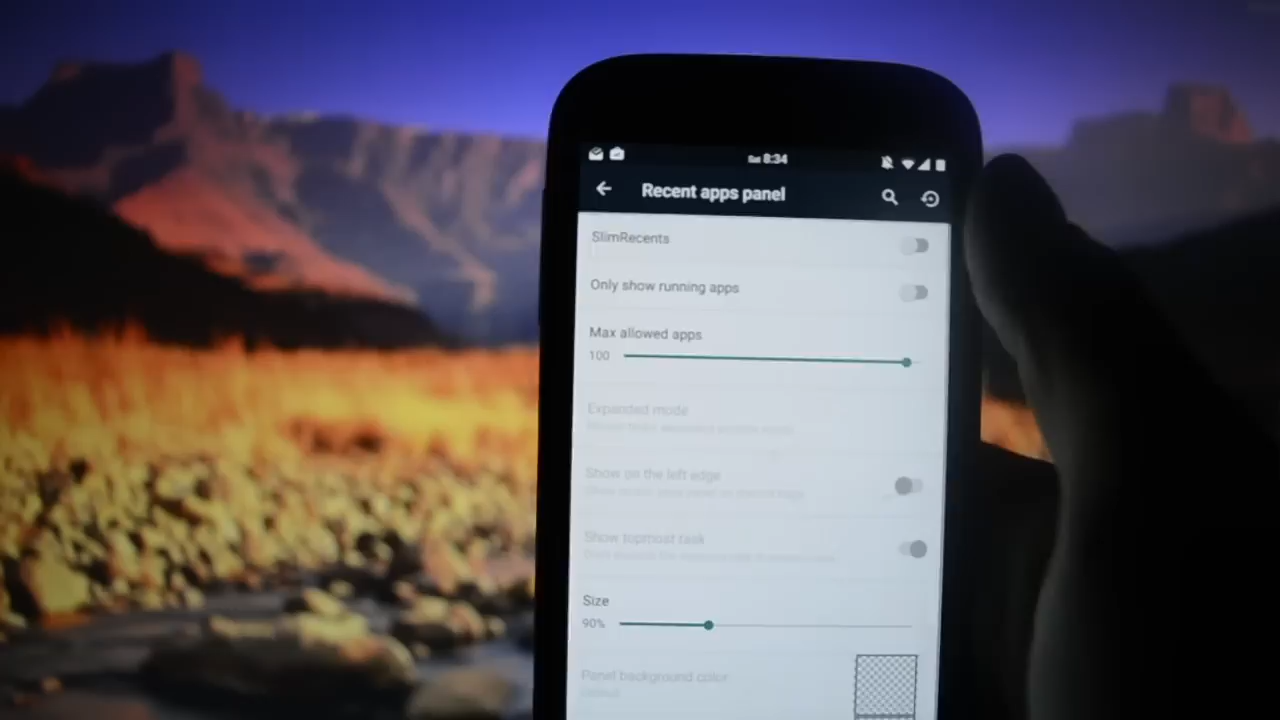 Sat 8:34
Recent apps panel
SlimRecents
Only show running apps
Max allowed apps
100
Expanded mode
Show on the left edge
Show topmost task
Size
90%
Panel background color